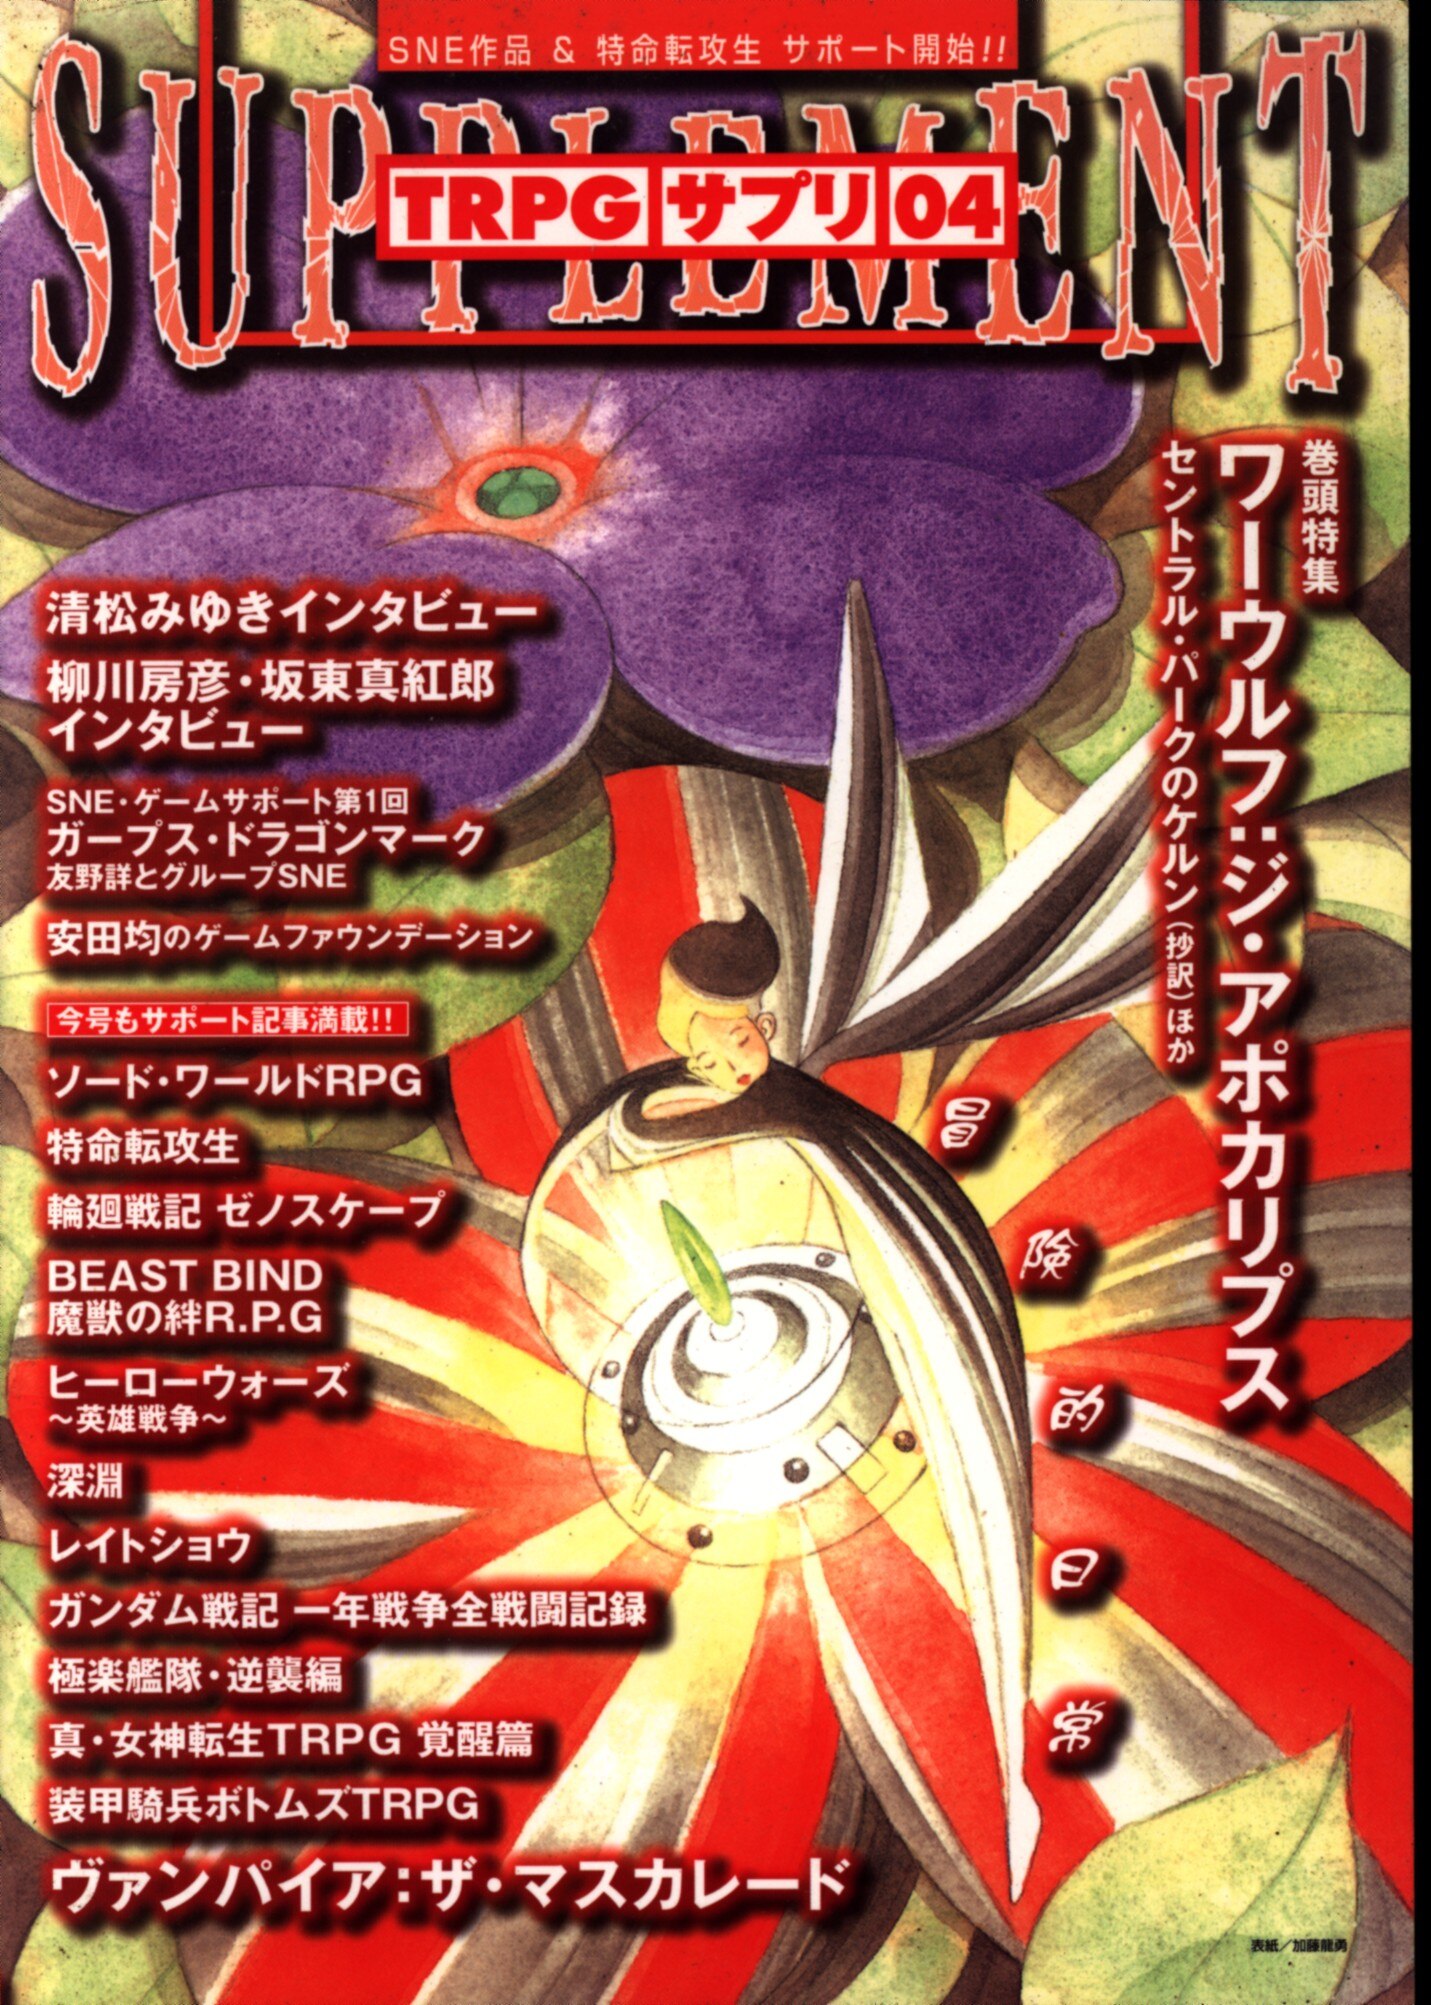 SNE作品 & 特命転攻生 サポート開始!!
SUPPLEMENT
TRPG サプリ 04
巻頭特集
ワーウルフ:ジ・アポカリプス
セントラル・パークのケルン(抄訳)ほか
清松みゆきインタビュー
柳川房彦・坂東真紅郎
インタビュー
SNE・ゲームサポート第1回
ガープス・ドラゴンマーク
友野詳とグループSNE
安田均のゲームファウンデーション
今号もサポート記事満載!!
ソード・ワールドRPG
特命転攻生
輪廻戦記 ゼノスケープ
BEAST BIND
魔獣の絆R.P.G
ヒーローウォーズ
～英雄戦争～
深淵
レイトショウ
ガンダム戦記 一年戦争全戦闘記録
極楽艦隊・逆襲編
真・女神転生TRPG 覚醒篇
装甲騎兵ボトムズTRPG
ヴァンパイア:ザ・マスカレード
冒険的日常
表紙／加藤龍勇